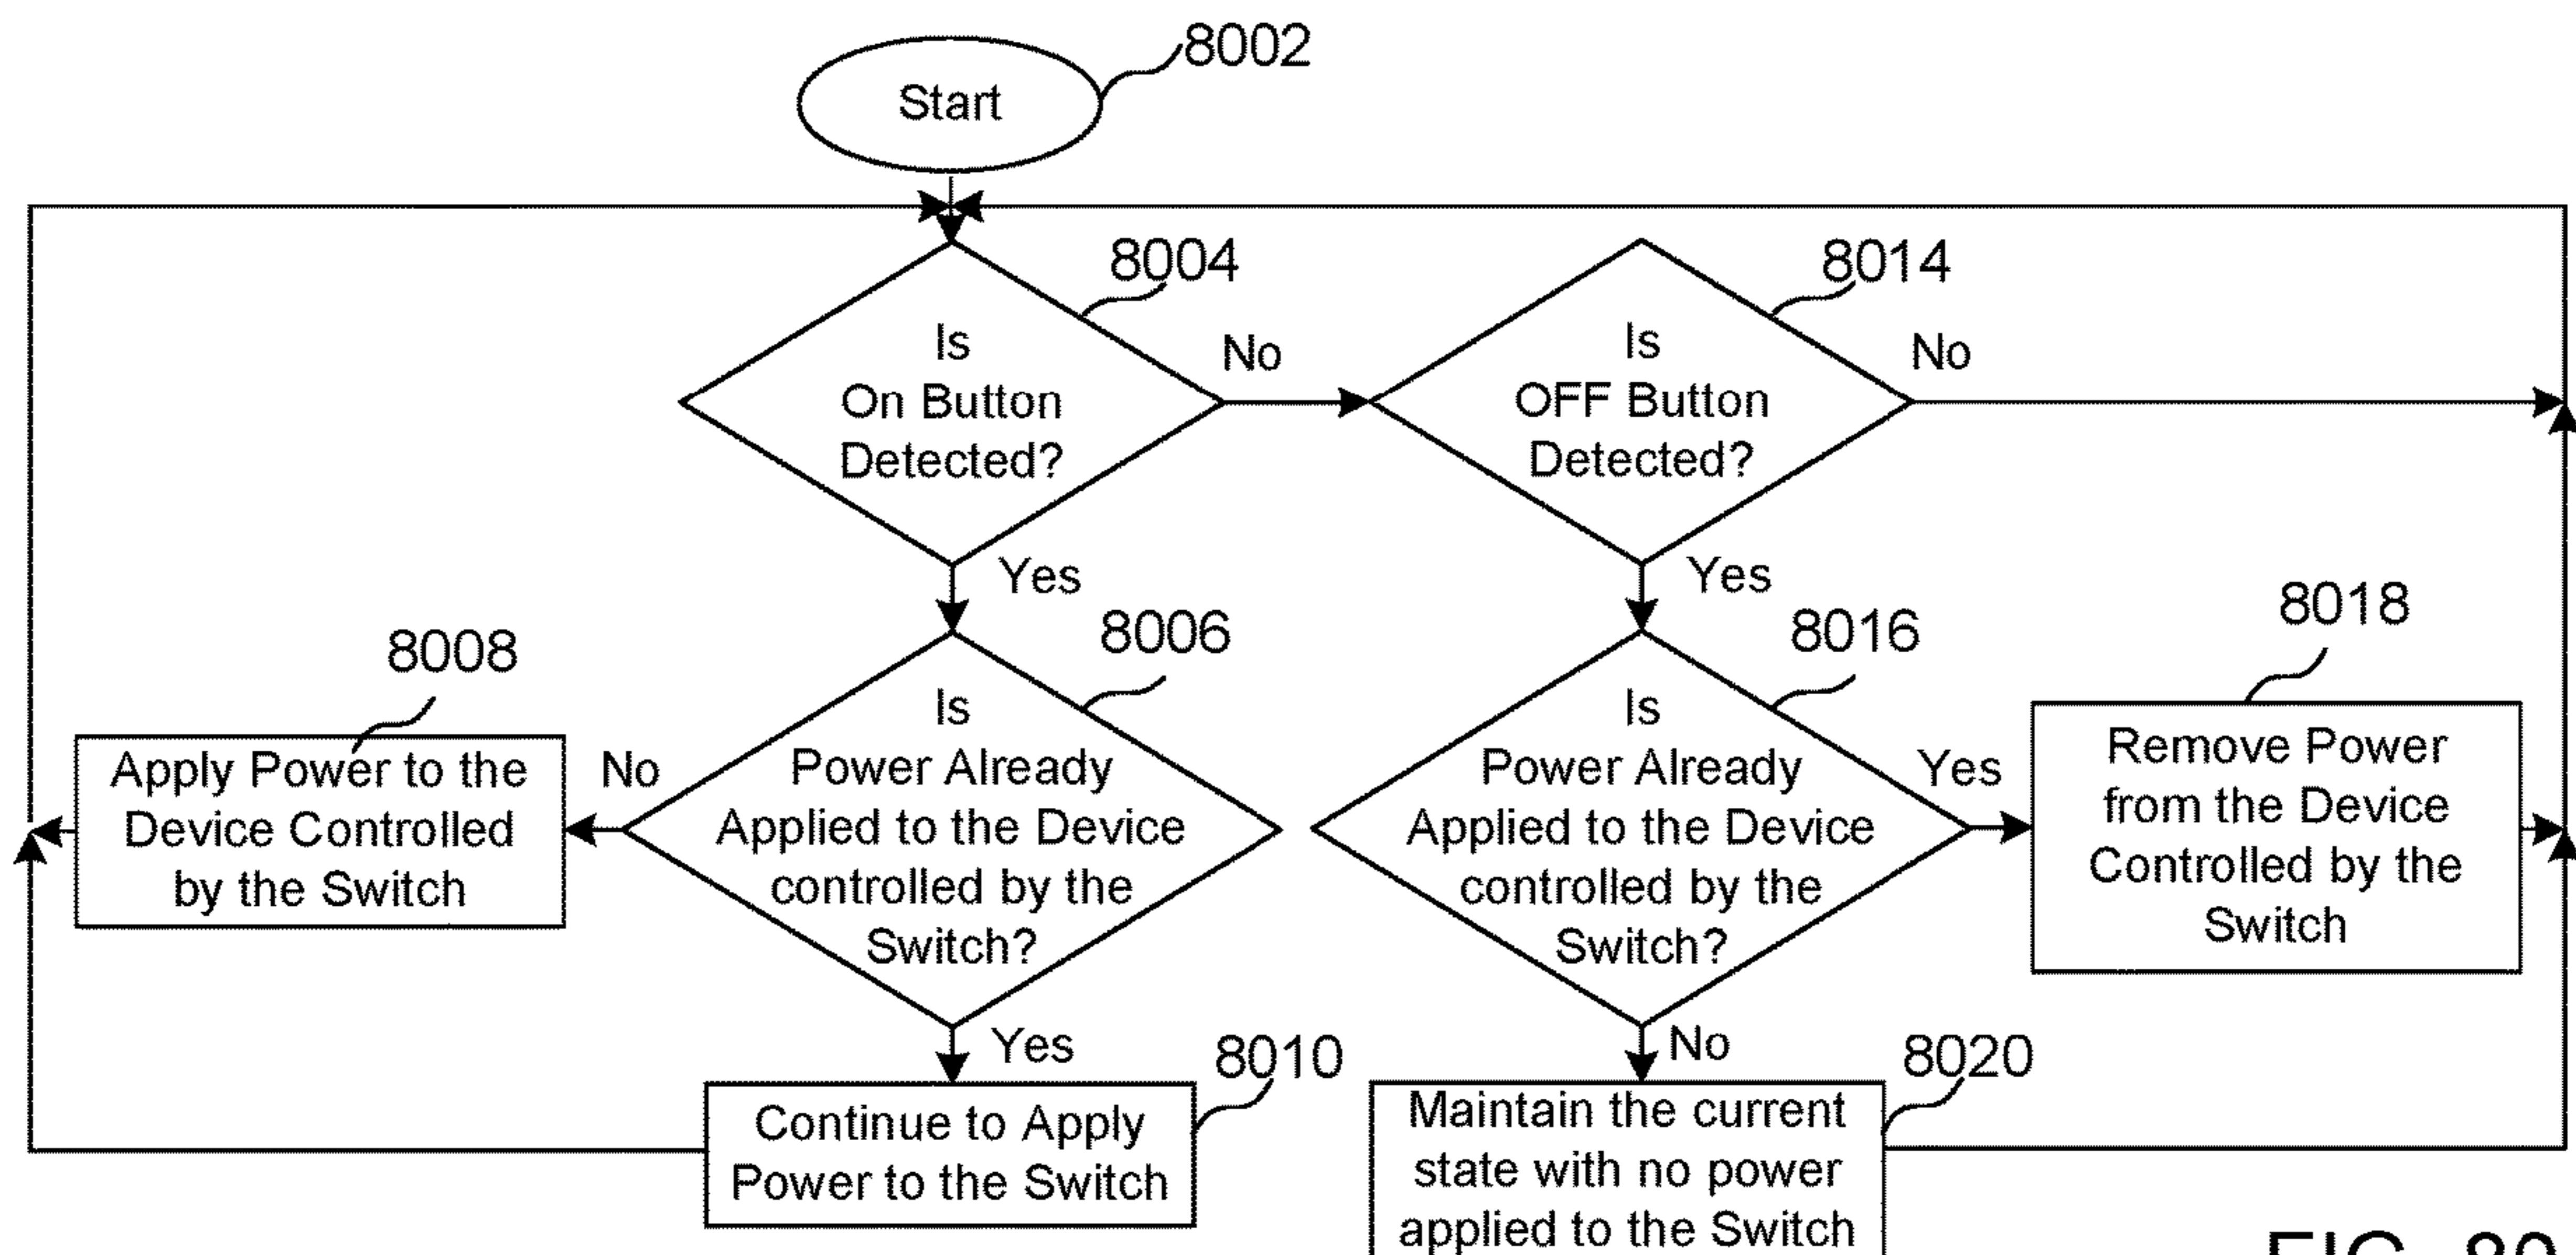 8002
Start
8004
Is
On Button
Detected?
No
Yes
8014
Is
OFF Button
Detected?
No
Yes
8006
Is
Power Already
Applied to the Device
controlled by the
Switch?
No
Yes
8008
Apply Power to the
Device Controlled
by the Switch
8010
Continue to Apply
Power to the Switch
8016
Is
Power Already
Applied to the Device
controlled by the
Switch?
Yes
No
8018
Remove Power
from the Device
Controlled by the
Switch
8020
Maintain the current
state with no power
applied to the Switch
FIG. 80